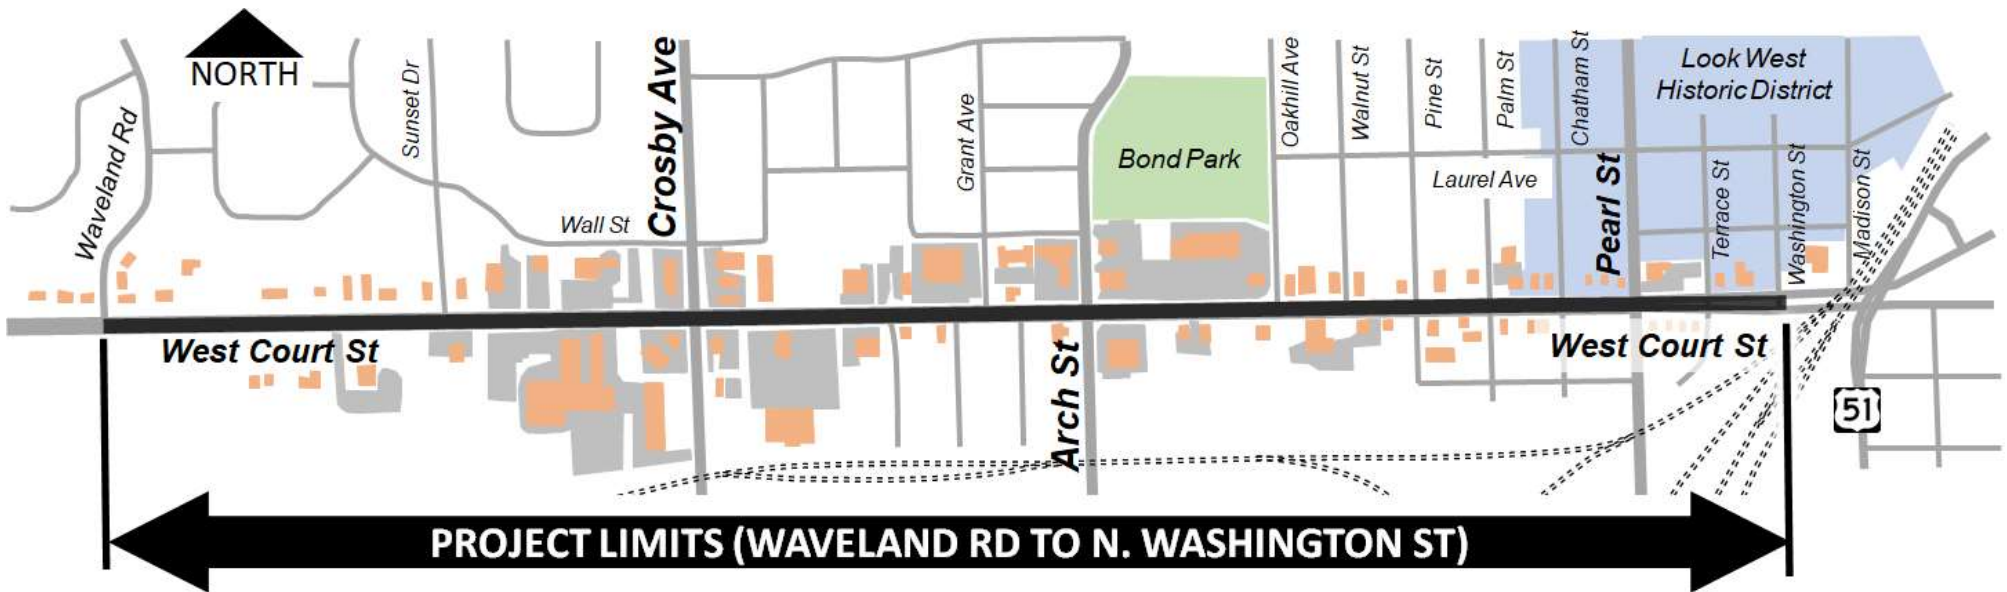 NORTH
Waveland Rd
Sunset Dr
Wall St
Crosby Ave
Grant Ave
Bond Park
Oakhill Ave
Walnut St
Pine St
Palm St
Chatham St
Look West
Historic District
Laurel Ave
Pearl St
Terrace St
Washington St
Madison St
West Court St
Arch St
West Court St
51
PROJECT LIMITS (WAVELAND RD TO N. WASHINGTON ST)